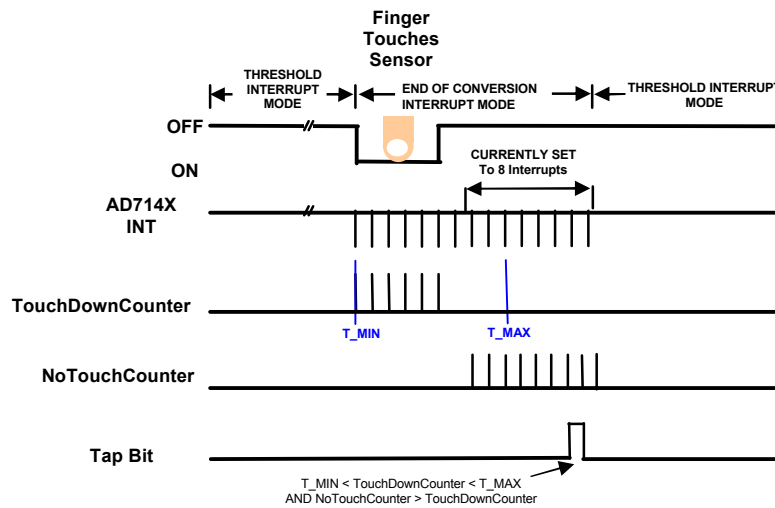 Finger
Touches
Sensor
THRESHOLD
INTERRUPT
MODE
END OF CONVERSION
INTERRUPT MODE
THRESHOLD INTERRUPT
MODE
OFF
ON
CURRENTLY SET
To 8 Interrupts
AD714X
INT
TouchDownCounter
T_MIN
T_MAX
NoTouchCounter
Tap Bit
T_MIN < TouchDownCounter < T_MAX
AND NoTouchCounter > TouchDownCounter